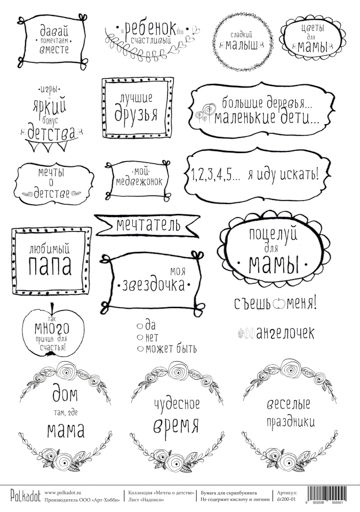 давай
помечтаем
вместе
ребенок
счастливый
сладкий
малыш
цветы
для
мамы
игры
яркий
бонус
детства
лучшие
друзья
большие деревья...
маленькие дети...
мечты
о
детстве
мой
медвежонок
1,2,3,4,5... я иду искать!
мечтатель
любимый
папа
моя
звездочка
поцелуй
для
мамы
так
много
причин для
счастья!
да
нет
может быть
съешь меня!
ангелочек
дом
там, где
мама
чудесное
время
веселые
праздники
Polkadot
www.polkadot.su
Производитель ООО «Арт Хобби»
Коллекция «Мечты о детстве»
Лист «Надписи»
Бумага для скрапбукинга
Не содержит кислоту и лигнин
Артикул: